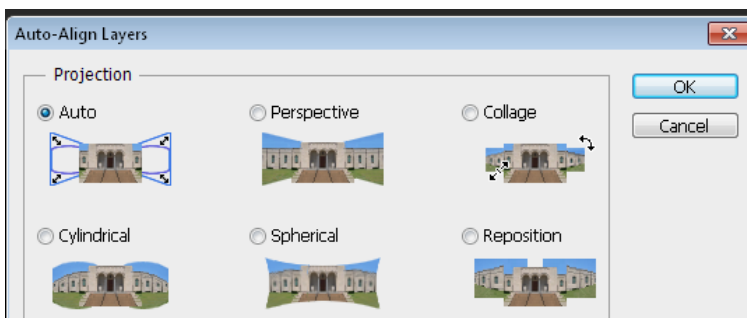 Auto-Align Layers
Projection
OK
Auto
Perspective
Collage
Cancel
Cylindrical
Spherical
Reposition